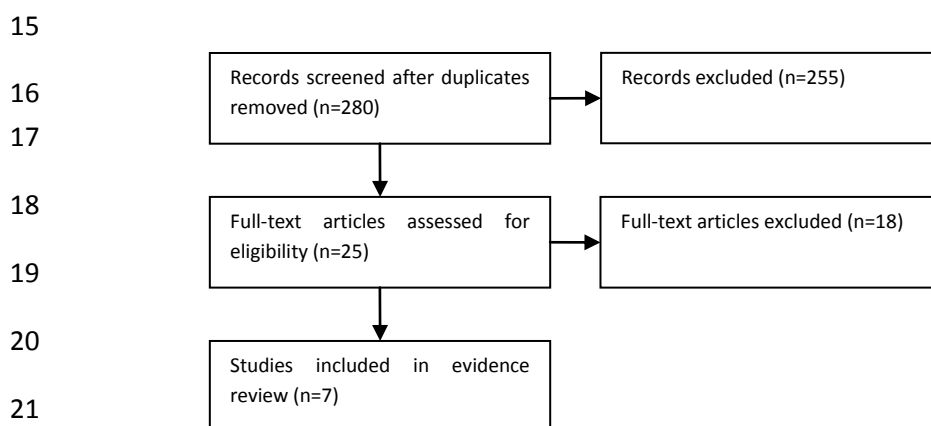 15
Records screened after duplicates
removed (n=280)
Records excluded (n=255)
16
17
18
Full-text articles assessed for
eligibility (n=25)
Full-text articles excluded (n=18)
19
20
Studies included in evidence
review (n=7)
21